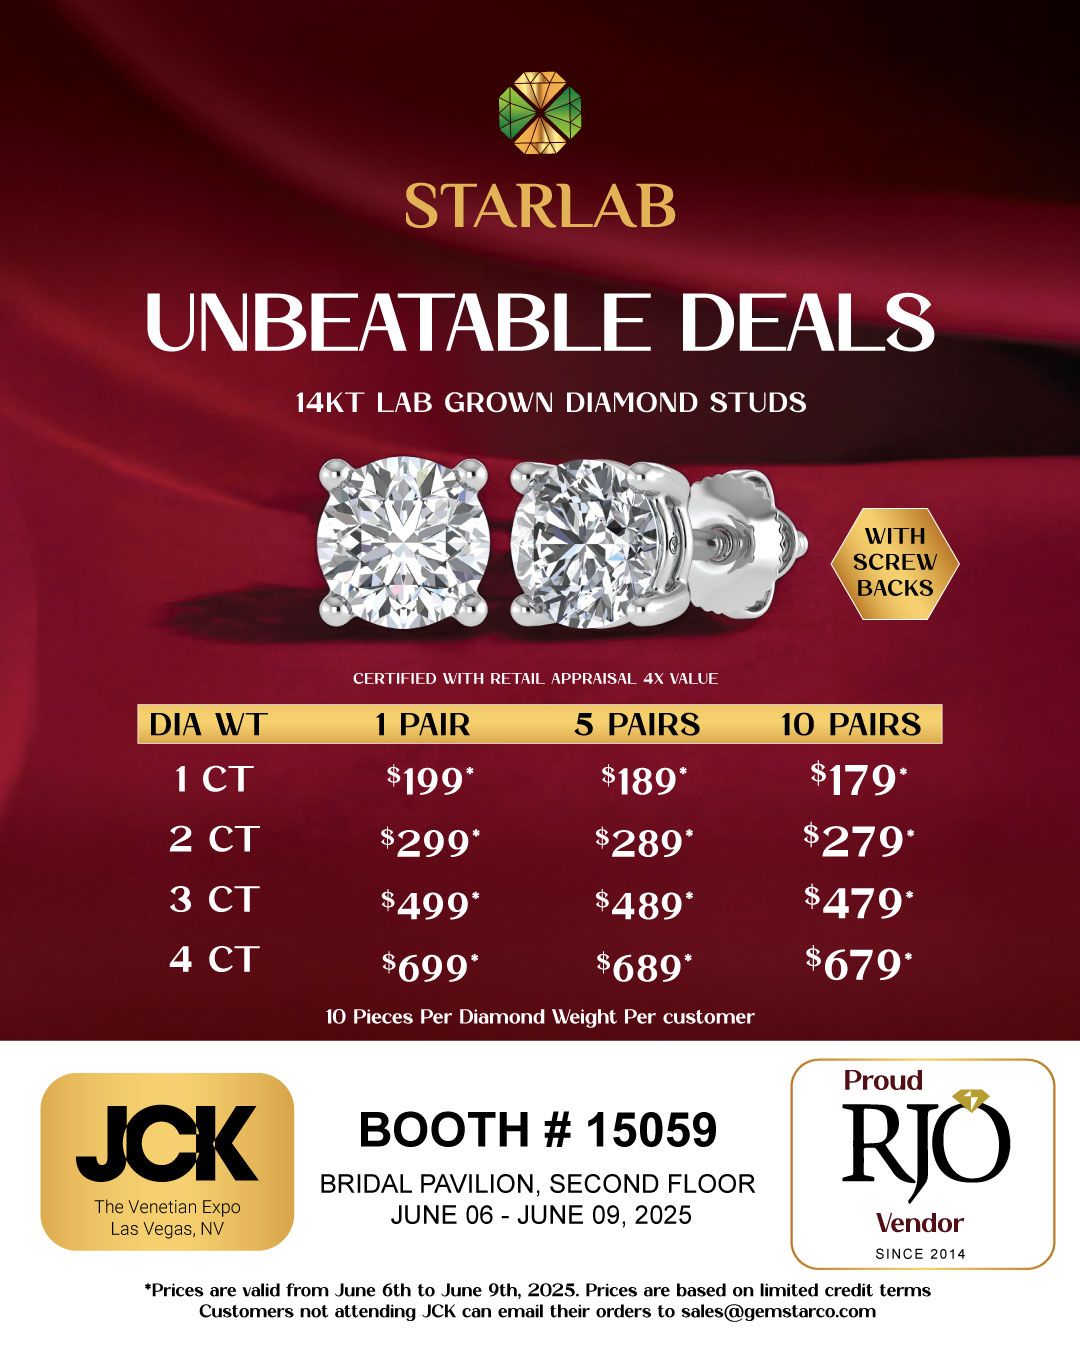 STARLAB
UNBEATABLE DEALS
14KT LAB GROWN DIAMOND STUDS
WITH
SCREW
BACKS
CERTIFIED WITH RETAIL APPRAISAL 4X VALUE
DIA WT 1 PAIR 5 PAIRS 10 PAIRS
1 CT $199* $189* $179*
2 CT $299* $289* $279*
3 CT $499* $489* $479*
4 CT $699* $689* $679*
10 Pieces Per Diamond Weight Per customer
JCK
The Venetian Expo
Las Vegas, NV
BOOTH # 15059
BRIDAL PAVILION, SECOND FLOOR
JUNE 06 - JUNE 09, 2025
Proud
RJO
Vendor
SINCE 2014
*Prices are valid from June 6th to June 9th, 2025. Prices are based on limited credit terms
Customers not attending JCK can email their orders to sales@gemstarco.com